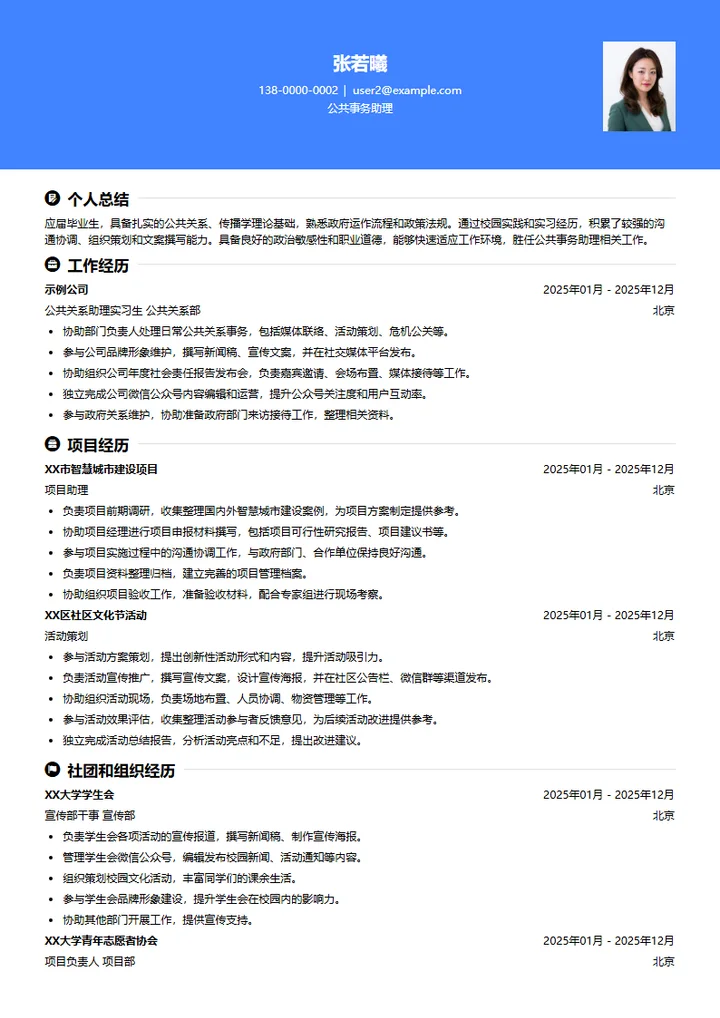 张若曦
138-0000-0002 | user2@example.com
公共事务助理
个人总结
应届毕业生，具备扎实的公共关系、传播学理论基础，熟悉政府运作流程和政策法规。通过校园实践和实习经历，积累了较强的沟
通协调、组织策划和文案撰写能力。具备良好的政治敏感性和职业道德，能够快速适应工作环境，胜任公共事务助理相关工作。
工作经历
示例公司 2025年01月 - 2025年12月
公共关系助理实习生 公共关系部 北京
• 协助部门负责人处理日常公共关系事务，包括媒体联络、活动策划、危机公关等。
• 参与公司品牌形象维护，撰写新闻稿、宣传文案，并在社交媒体平台发布。
• 协助组织公司年度社会责任报告发布会，负责嘉宾邀请、会场布置、媒体接待等工作。
• 独立完成公司微信公众号内容编辑和运营，提升公众号关注度和用户互动率。
• 参与政府关系维护，协助准备政府部门来访接待工作，整理相关资料。
项目经历
XX市智慧城市建设项目 2025年01月 - 2025年12月
项目助理 北京
• 负责项目前期调研，收集整理国内外智慧城市建设案例，为项目方案制定提供参考。
• 协助项目经理进行项目申报材料撰写，包括项目可行性研究报告、项目建议书等。
• 参与项目实施过程中的沟通协调工作，与政府部门、合作单位保持良好沟通。
• 负责项目资料整理归档，建立完善的项目管理档案。
• 协助组织项目验收工作，准备验收材料，配合专家组进行现场考察。
XX区社区文化节活动 2025年01月 - 2025年12月
活动策划 北京
• 参与活动方案策划，提出创新性活动形式和内容，提升活动吸引力。
• 负责活动宣传推广，撰写宣传文案，设计宣传海报，并在社区公告栏、微信群等渠道发布。
• 协助组织活动现场，负责场地布置、人员协调、物资管理等工作。
• 参与活动效果评估，收集整理活动参与者反馈意见，为后续活动改进提供参考。
• 独立完成活动总结报告，分析活动亮点和不足，提出改进建议。
社团和组织经历
XX大学学生会 2025年01月 - 2025年12月
宣传部干事 宣传部 北京
• 负责学生会各项活动的宣传报道，撰写新闻稿、制作宣传海报。
• 管理学生会微信公众号，编辑发布校园新闻、活动通知等内容。
• 组织策划校园文化活动，丰富同学们的课余生活。
• 参与学生会品牌形象建设，提升学生会在校园内的影响力。
• 协助其他部门开展工作，提供宣传支持。
XX大学青年志愿者协会 2025年01月 - 2025年12月
项目负责人 项目部 北京